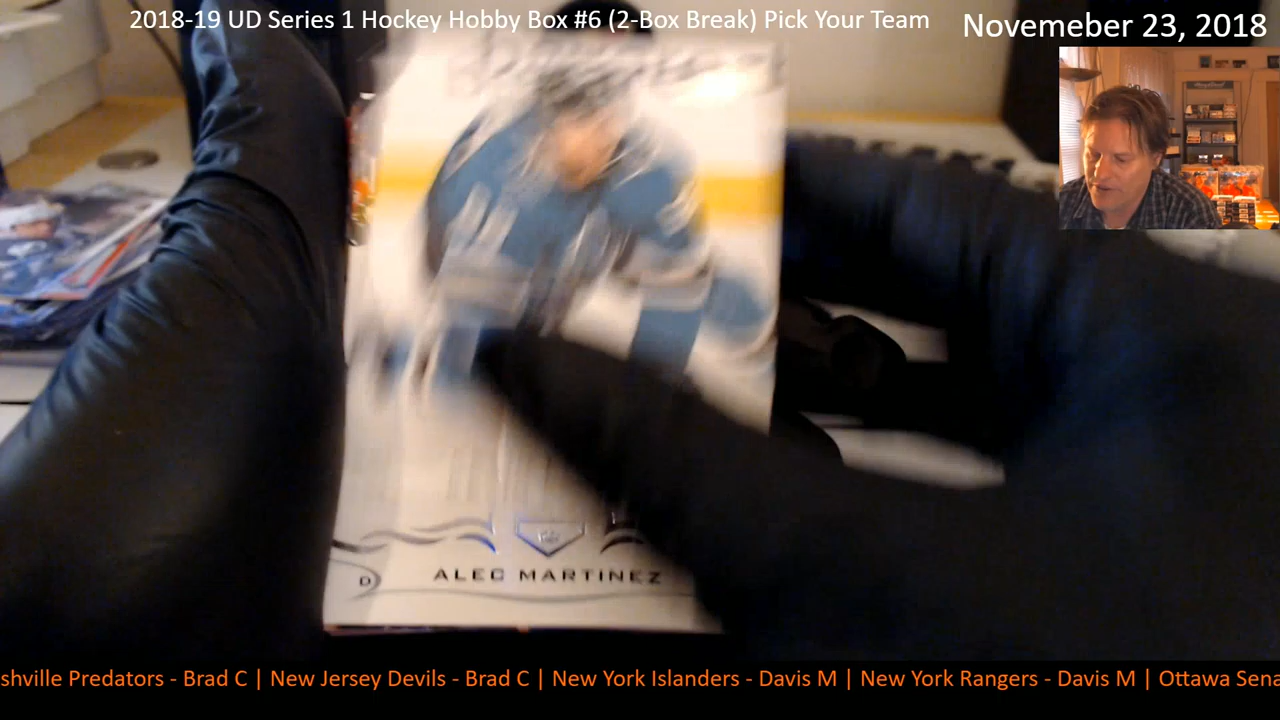 2018-19 UD Series 1 Hockey Hobby Box #6 (2-Box Break) Pick Your Team
Novemeber 23, 2018
D
ALEC MARTINEZ
shville Predators - Brad C | New Jersey Devils - Brad C | New York Islanders - Davis M | New York Rangers - Davis M | Ottawa Sena